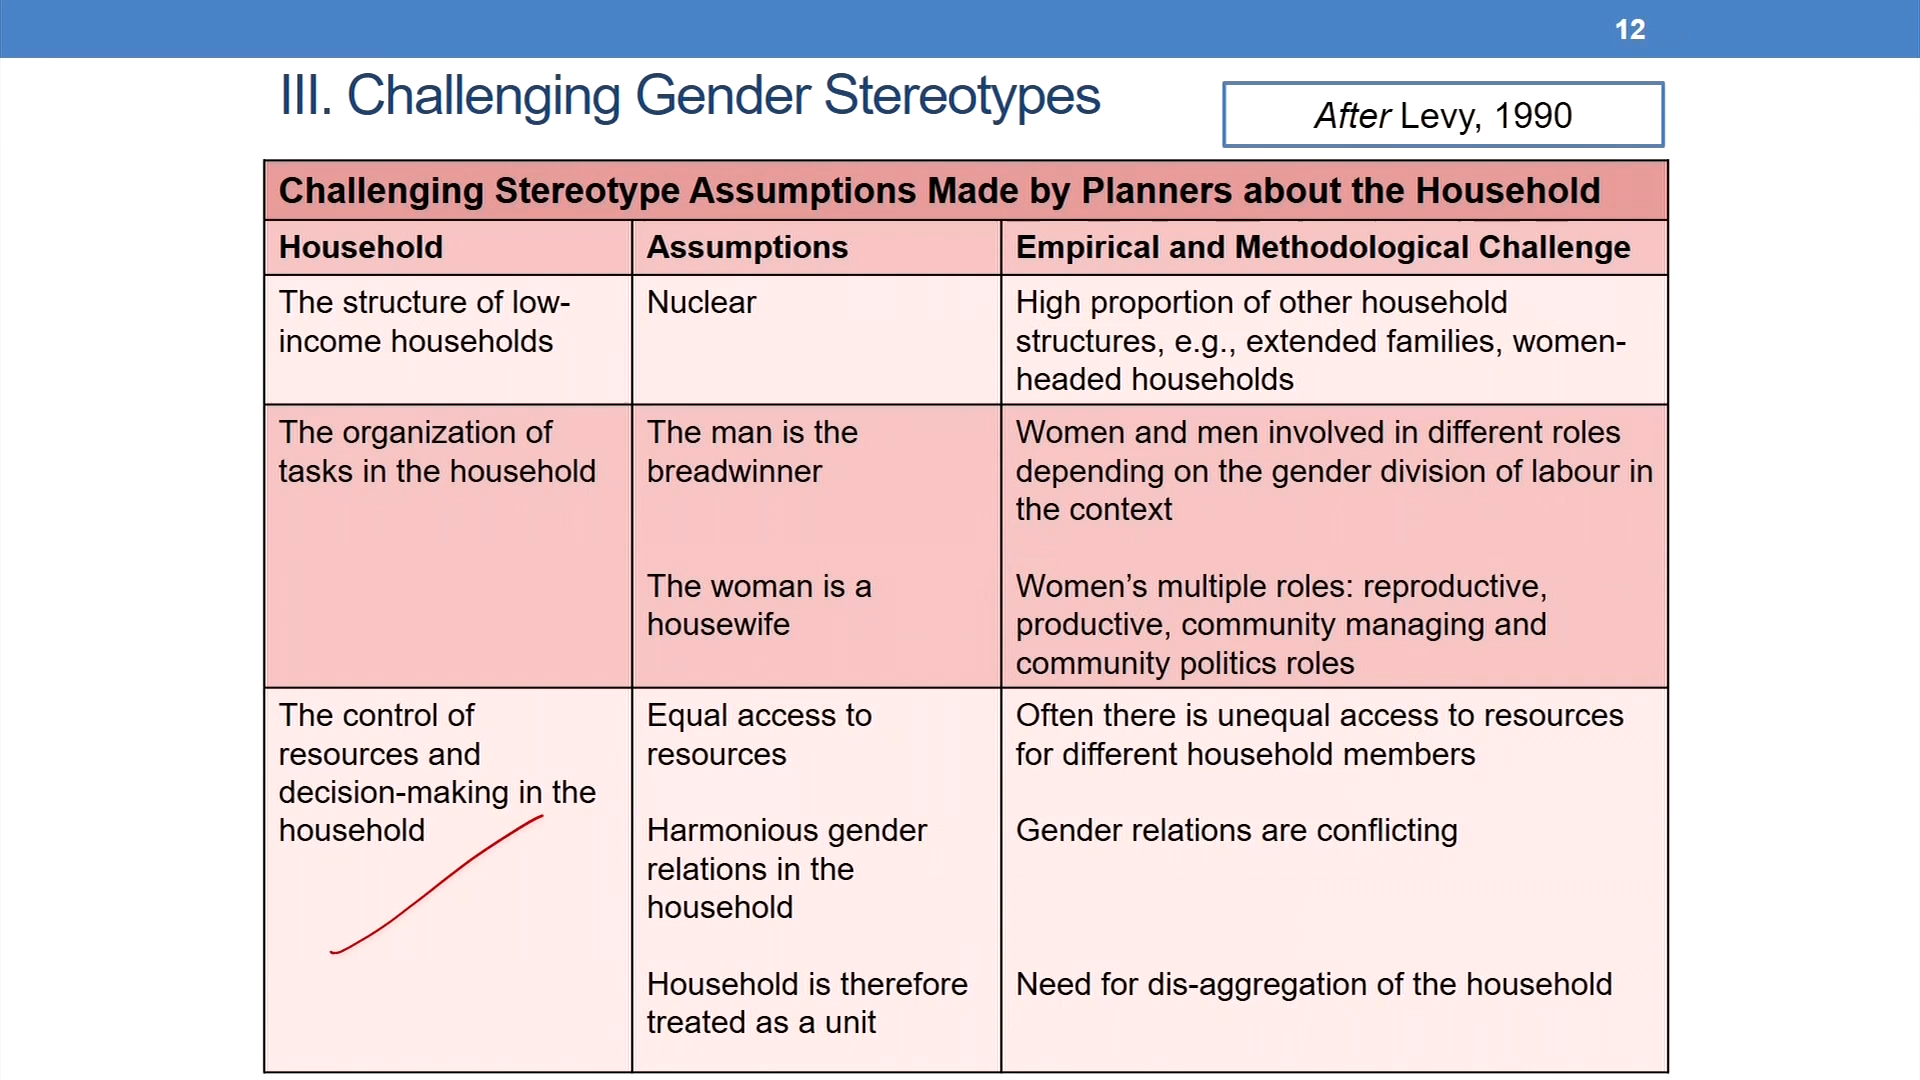 12
III. Challenging Gender Stereotypes
After Levy, 1990
Challenging Stereotype Assumptions Made by Planners about the Household
Household
Assumptions
Empirical and Methodological Challenge
The structure of low-
income households
Nuclear
High proportion of other household
structures, e.g., extended families, women-
headed households
The organization of
tasks in the household
The man is the
breadwinner
Women and men involved in different roles
depending on the gender division of labour in
the context
The woman is a
housewife
Women’s multiple roles: reproductive,
productive, community managing and
community politics roles
The control of
resources and
decision-making in the
household
Equal access to
resources
Often there is unequal access to resources
for different household members
Harmonious gender
relations in the
household
Gender relations are conflicting
Household is therefore
treated as a unit
Need for dis-aggregation of the household